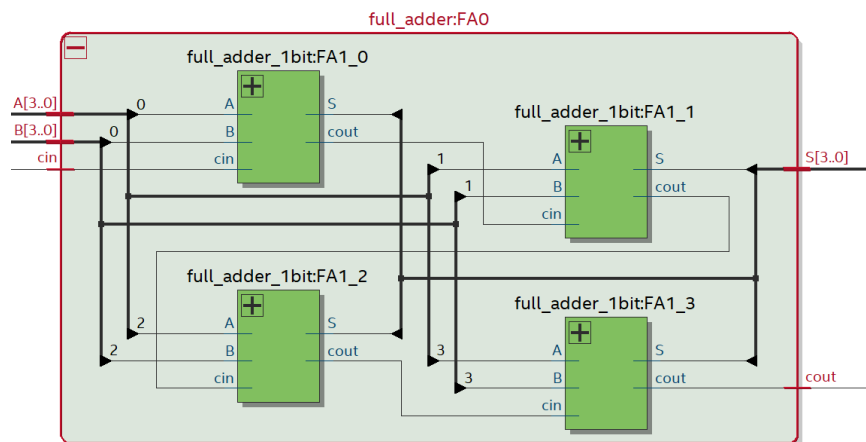 full_adder:FA0
full_adder_1bit:FA1_0
A[3..0]
0
A
S
B[3..0]
0
B
cout
cin
cin
full_adder_1bit:FA1_1
1
A
S
S[3..0]
1
B
cout
cin
full_adder_1bit:FA1_2
2
A
S
2
B
cout
cin
full_adder_1bit:FA1_3
3
A
S
3
B
cout
cout
cin